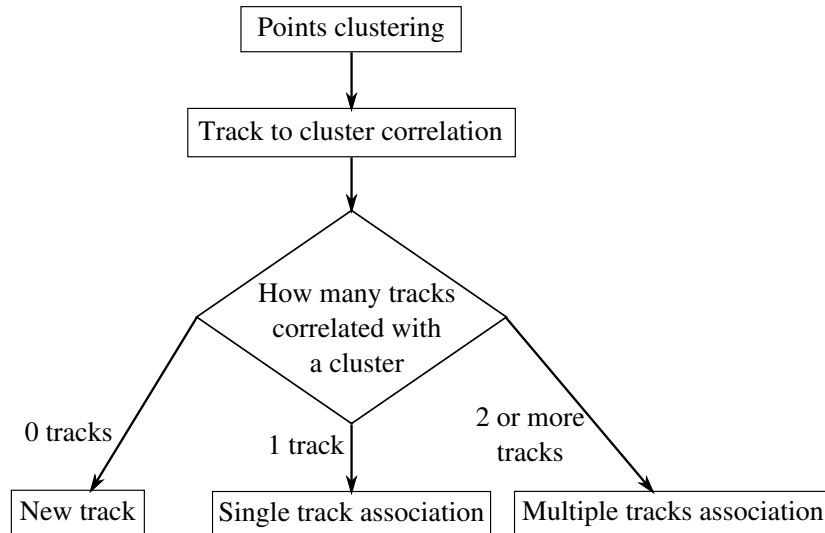 Points clustering
Track to cluster correlation
How many tracks
correlated with
a cluster
0 tracks
1 track
2 or more
tracks
New track
Single track association
Multiple tracks association